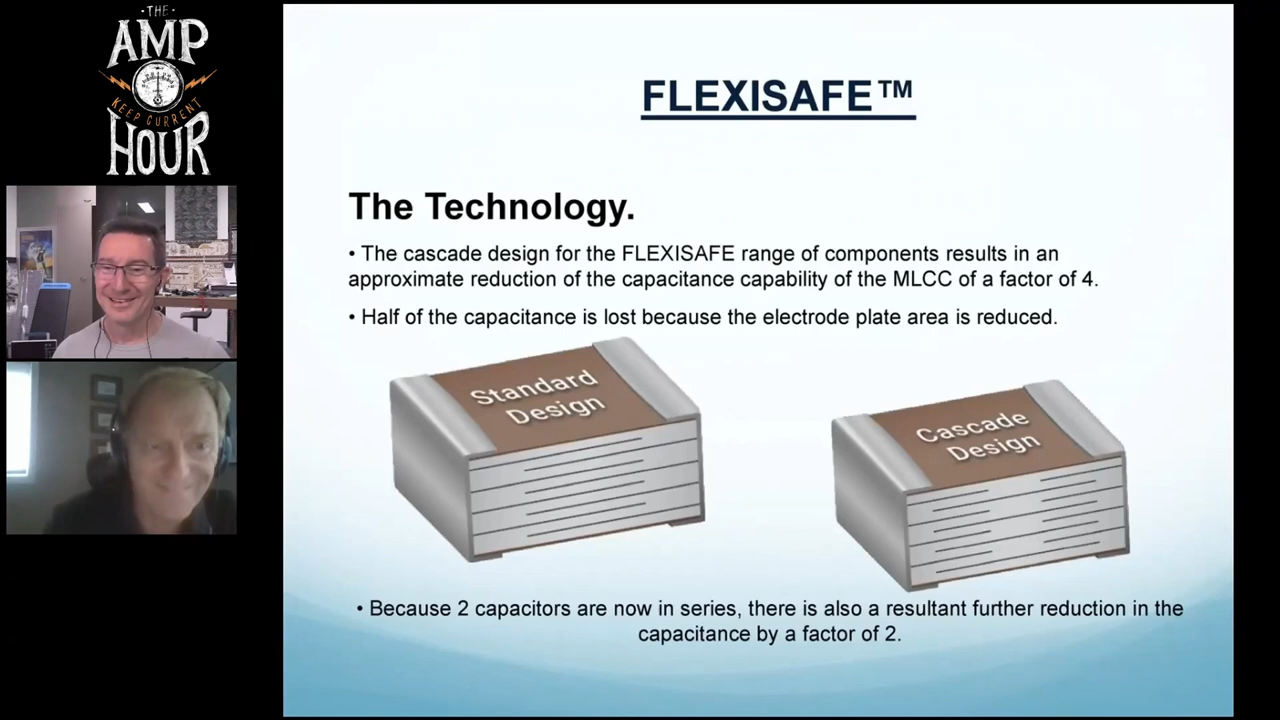 ·THE·
AMP
KEEP CURRENT
HOUR
FLEXISAFE™
The Technology.
• The cascade design for the FLEXISAFE range of components results in an
approximate reduction of the capacitance capability of the MLCC of a factor of 4.
• Half of the capacitance is lost because the electrode plate area is reduced.
Standard
Design
Cascade
Design
• Because 2 capacitors are now in series, there is also a resultant further reduction in the
capacitance by a factor of 2.